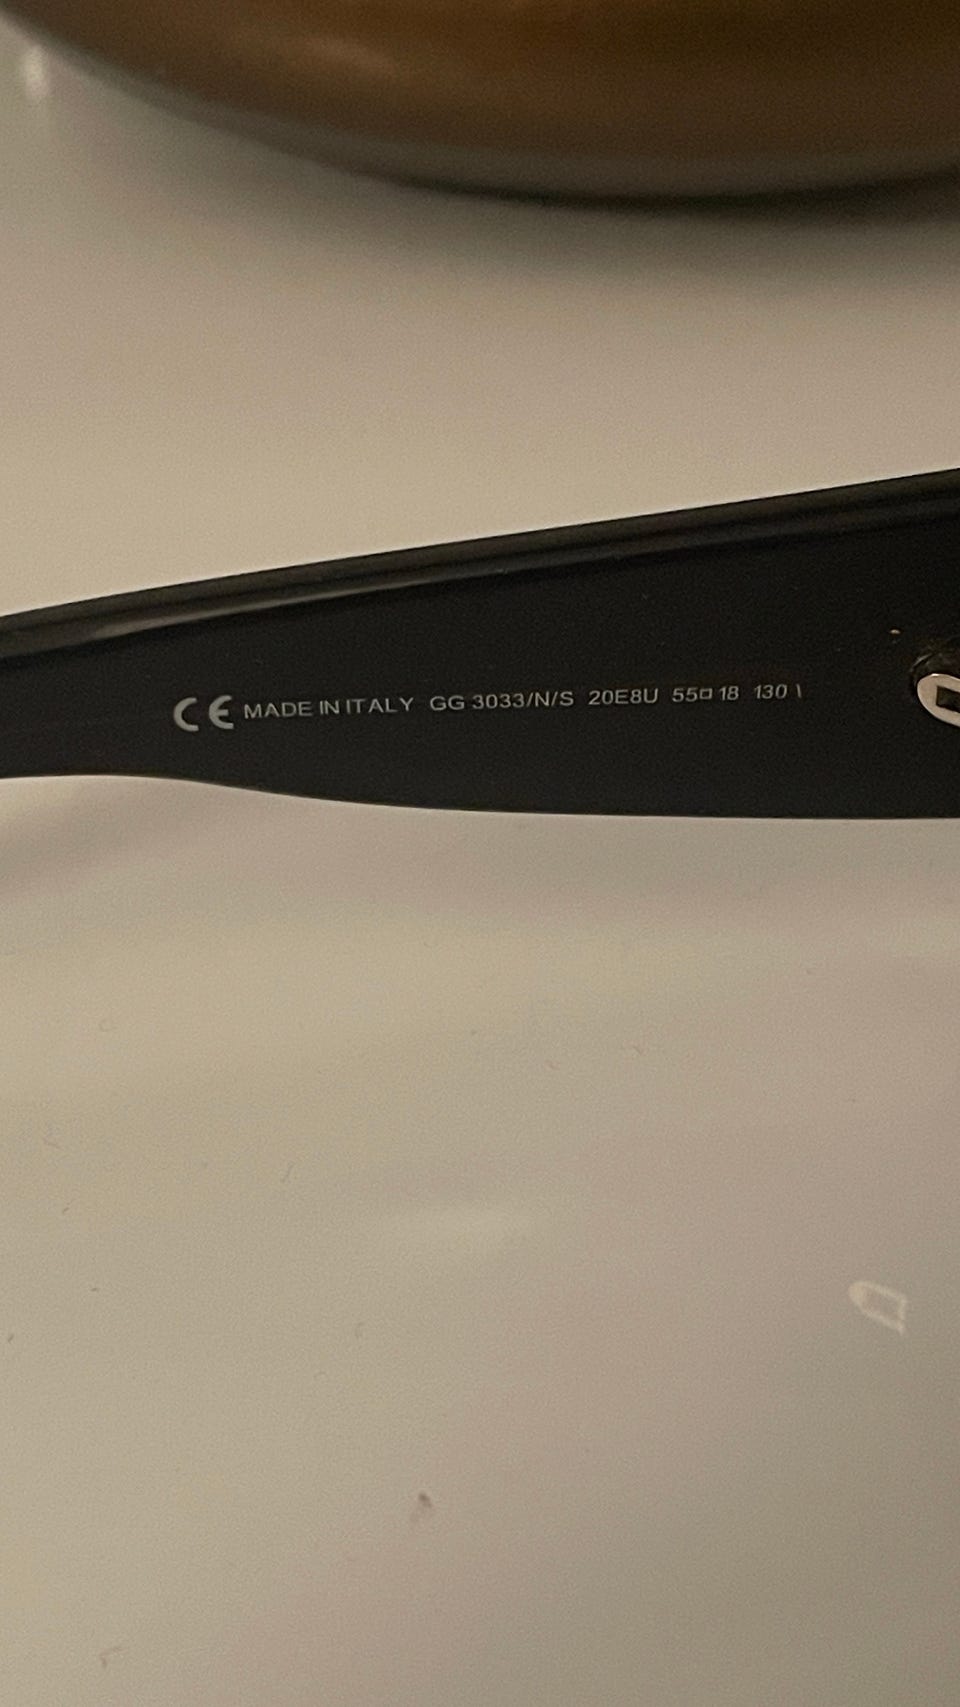 CE MADE IN ITALY GG 3033/N/S 20E8U 55□18 130 \